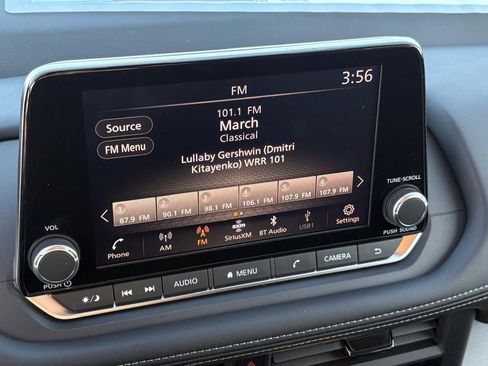 FM
3:56
101.1 FM
Source
March
Classical
FM Menu
Lullaby Gershwin (Dmitri
Kitayenko) WRR 101
1 2 3 4 5 6
87.9 FM 90.1 FM 98.1 FM 106.1 FM 107.9 FM 107.9 FM
Phone
AM
FM
SXM
SiriusXM
BT Audio
USB1
Settings
VOL
PUSH
TUNE·SCROLL
PUSH SOUND
AUDIO
MENU
CAMERA